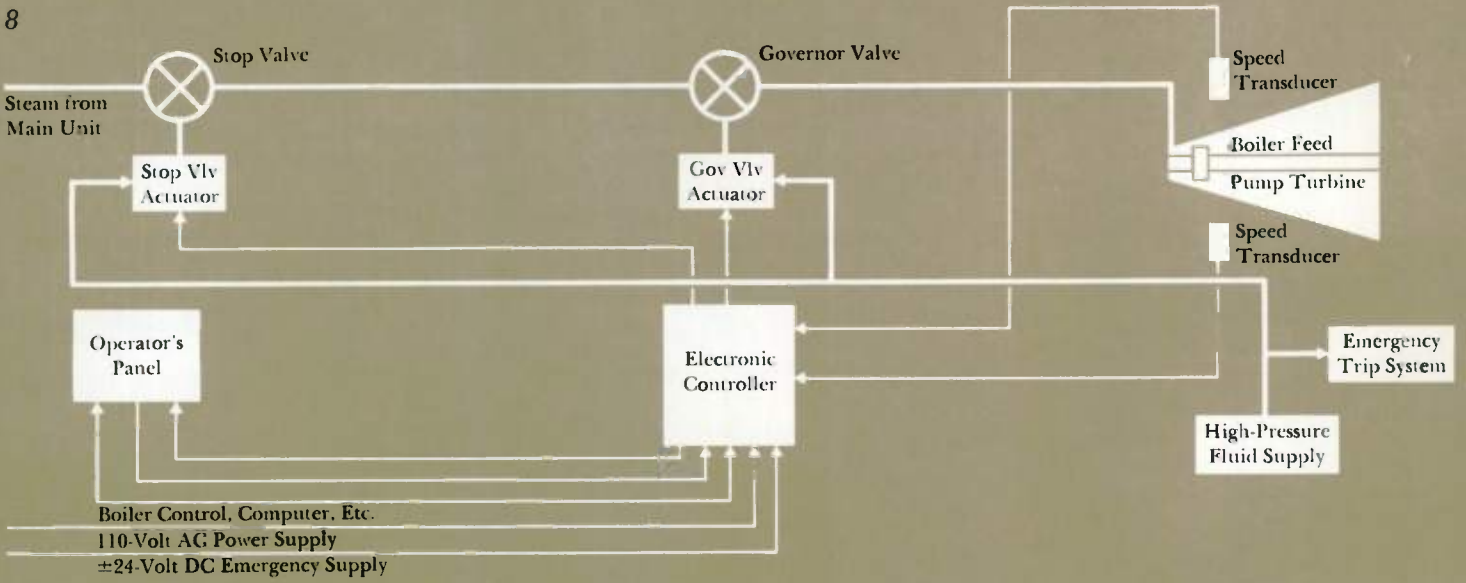 8
Stop Valve
Governor Valve
Speed
Transducer
Steam from
Main Unit
Stop Vlv
Actuator
Gov Vlv
Actuator
Boiler Feed
Pump Turbine
Speed
Transducer
Operator's
Panel
Electronic
Controller
Emergency
Trip System
High-Pressure
Fluid Supply
Boiler Control, Computer, Etc.
110-Volt AC Power Supply
±24-Volt DC Emergency Supply